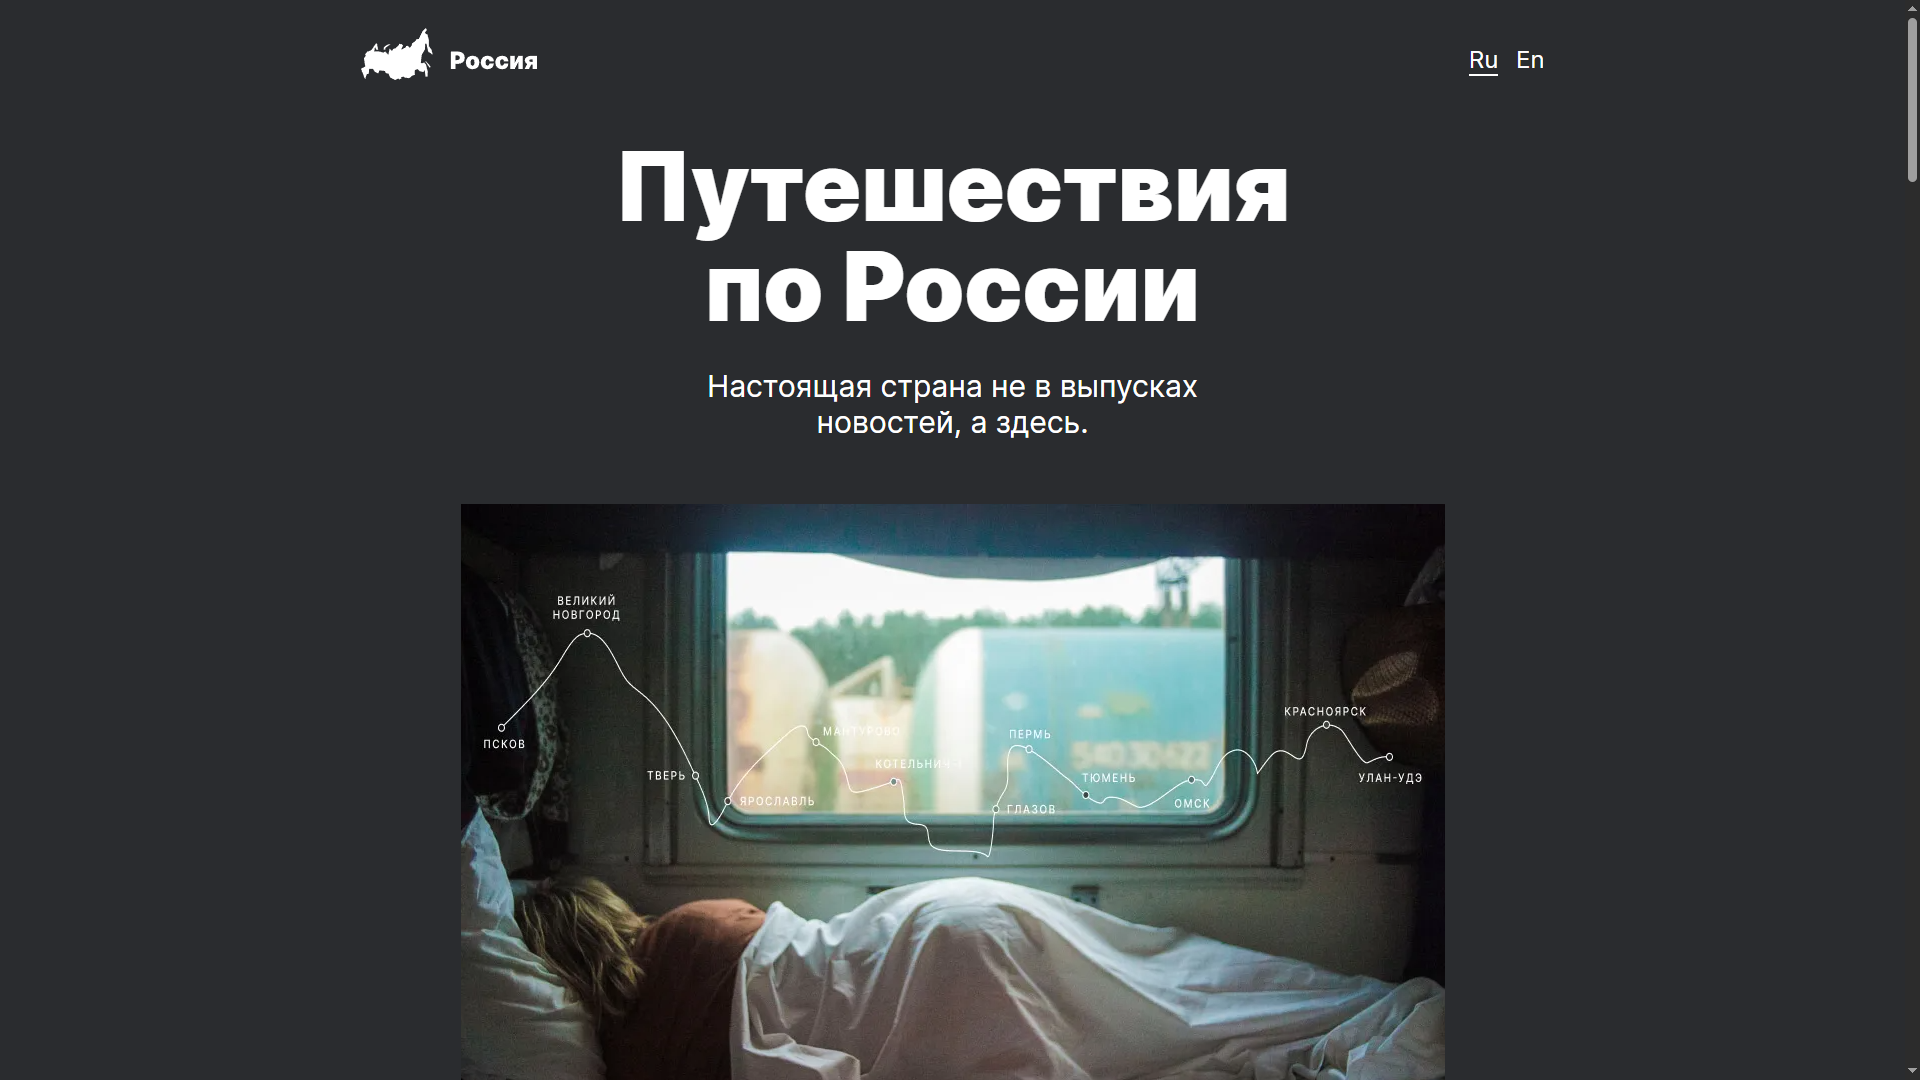 Россия
Ru En
Путешествия
по России
Настоящая страна не в выпусках
новостей, а здесь.
ВЕЛИКИЙ
НОВГОРОД
ПСКОВ
ТВЕРЬ
ЯРОСЛАВЛЬ
МАНТУРОВО
КОТЕЛЬНИЧ-1
ГЛАЗОВ
ПЕРМЬ
ТЮМЕНЬ
ОМСК
КРАСНОЯРСК
УЛАН-УДЭ